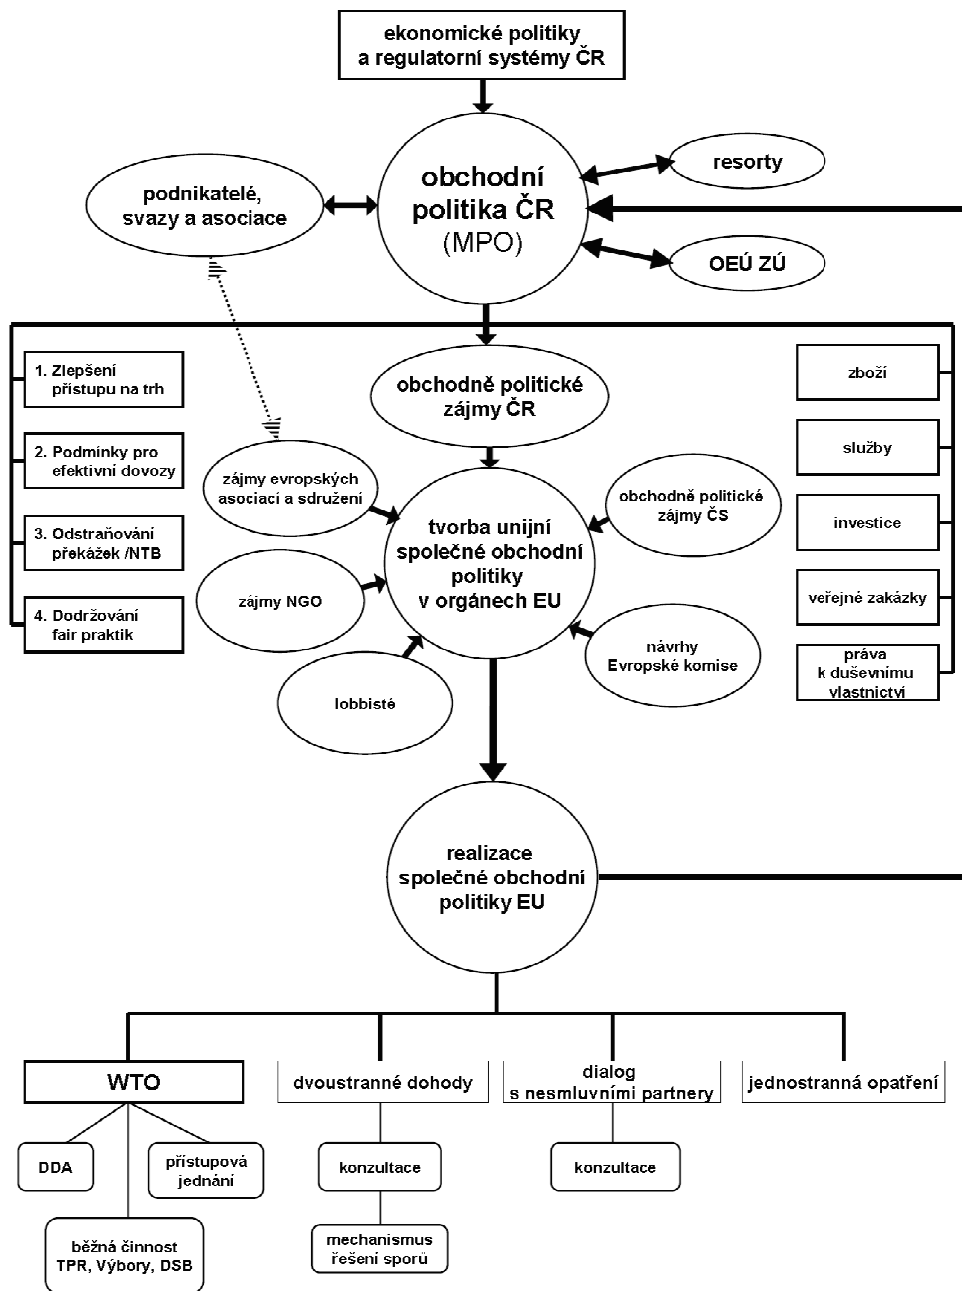 ekonomické politiky
a regulatorní systémy ČR
obchodní
politika ČR
(MPO)
resorty
podnikatelé,
svazy a asociace
OEÚ ZÚ
1. Zlepšení
přístupu na trh
2. Podmínky pro
efektivní dovozy
3. Odstraňování
překážek /NTB
4. Dodržování
fair praktik
obchodně politické
zájmy ČR
zájmy evropských
asociací a sdružení
zájmy NGO
lobbisté
tvorba unijní
společné obchodní
politiky
v orgánech EU
obchodně politické
zájmy ČS
návrhy
Evropské komise
zboží
služby
investice
veřejné zakázky
práva
k duševnímu
vlastnictví
realizace
společné obchodní
politiky EU
WTO
dvoustranné dohody
dialog
s nesmluvními partnery
jednostranná opatření
DDA
přístupová
jednání
běžná činnost
TPR, Výbory, DSB
konzultace
mechanismus
řešení sporů
konzultace